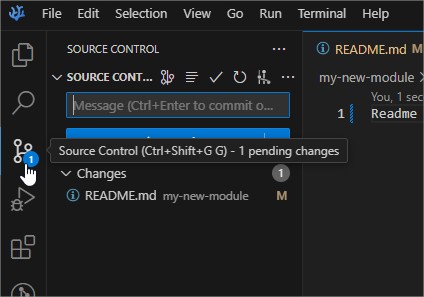 File Edit Selection View Go Run Terminal Help
SOURCE CONTROL
README.md M
SOURCE CONT...
my-new-module
Message (Ctrl+Enter to commit o...
You, 1 sec
1 Readme
1
Source Control (Ctrl+Shift+G G) - 1 pending changes
Changes 1
README.md my-new-module M